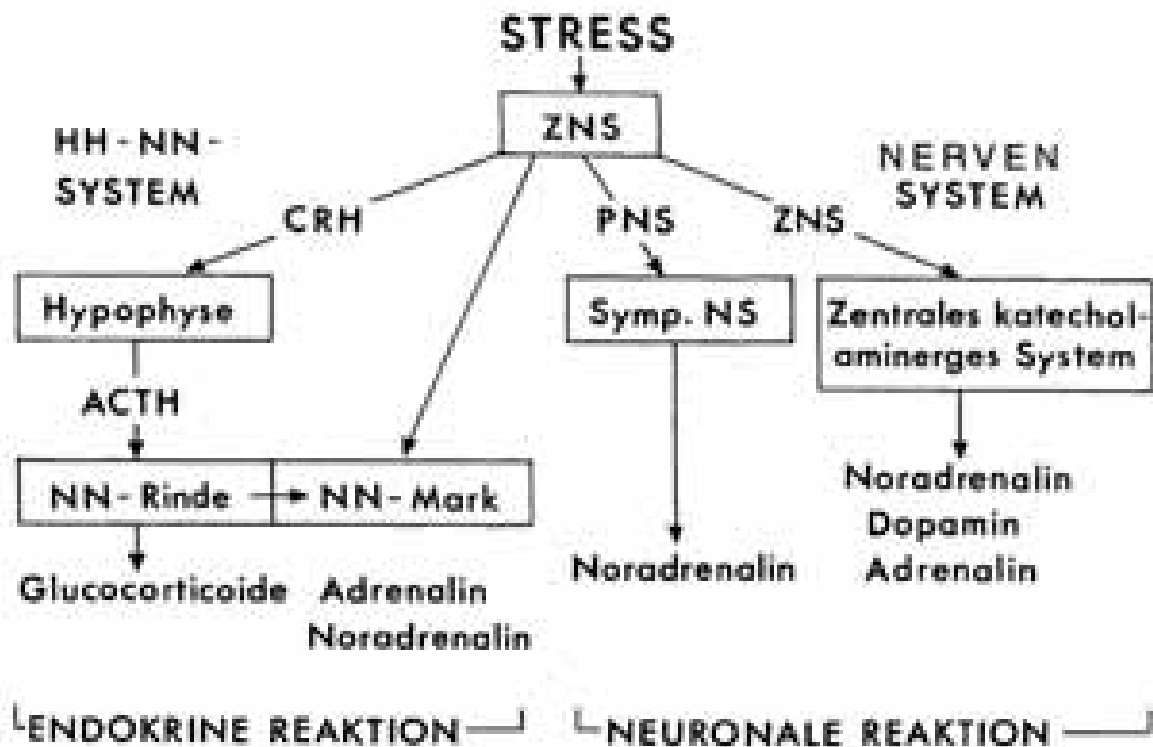 STRESS
ZNS
HH-NN-
SYSTEM
NERVEN
SYSTEM
CRH
PNS
ZNS
Hypophyse
Symp. NS
Zentrales katechol-
aminerges System
ACTH
NN-Rinde
NN-Mark
Noradrenalin
Dopamin
Adrenalin
Glucocorticoide
Adrenalin
Noradrenalin
Noradrenalin
ENDOKRINE REAKTION
NEURONALE REAKTION